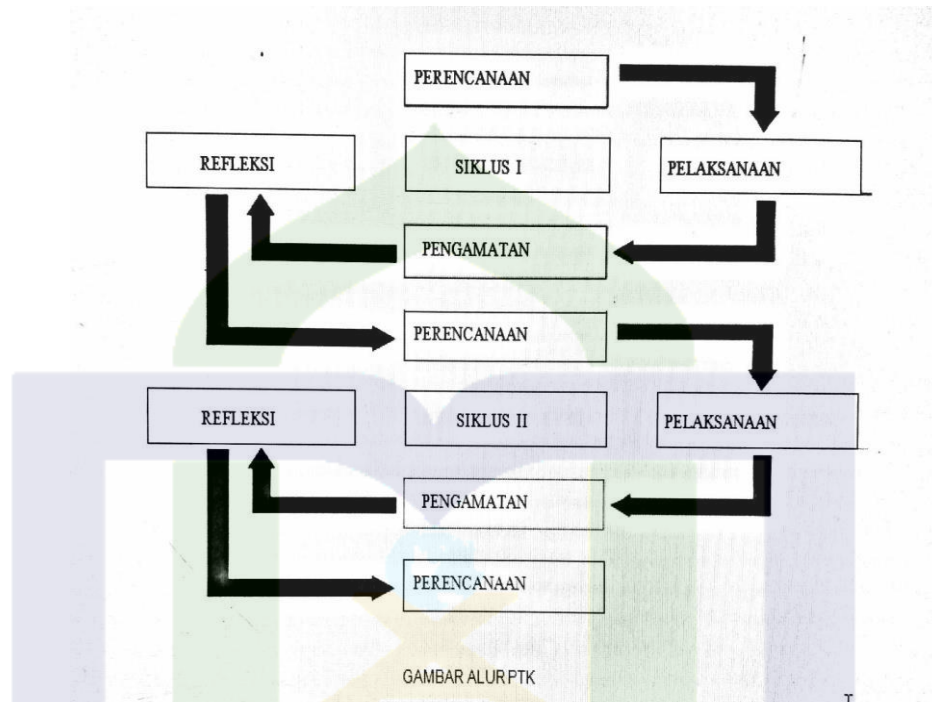 PERENCANAAN
REFLEKSI
SIKLUS I
PELAKSANAAN
PENGAMATAN
PERENCANAAN
REFLEKSI
SIKLUS II
PELAKSANAAN
PENGAMATAN
PERENCANAAN
GAMBAR ALUR PTK